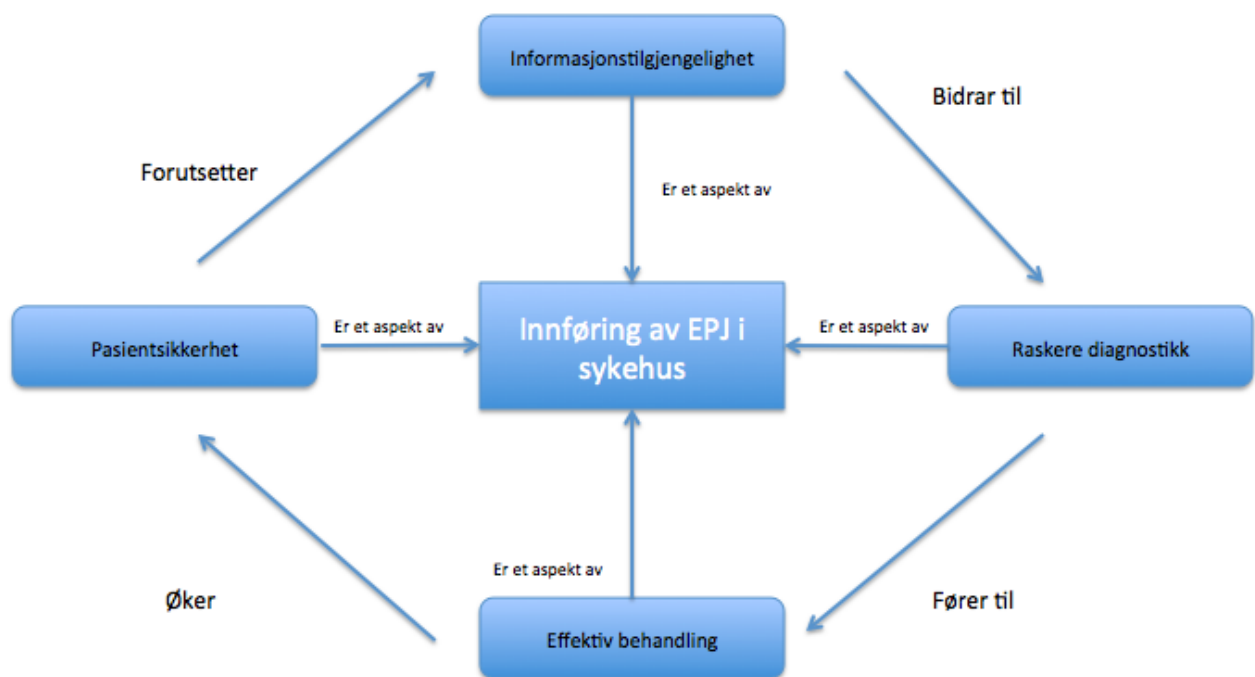 Informasjonstilgjengelighet
Bidrar til
Forutsetter
Er et aspekt av
Pasientsikkerhet
Er et aspekt av
Innføring av EPJ i
sykehus
Er et aspekt av
Raskere diagnostikk
Er et aspekt av
Øker
Effektiv behandling
Fører til